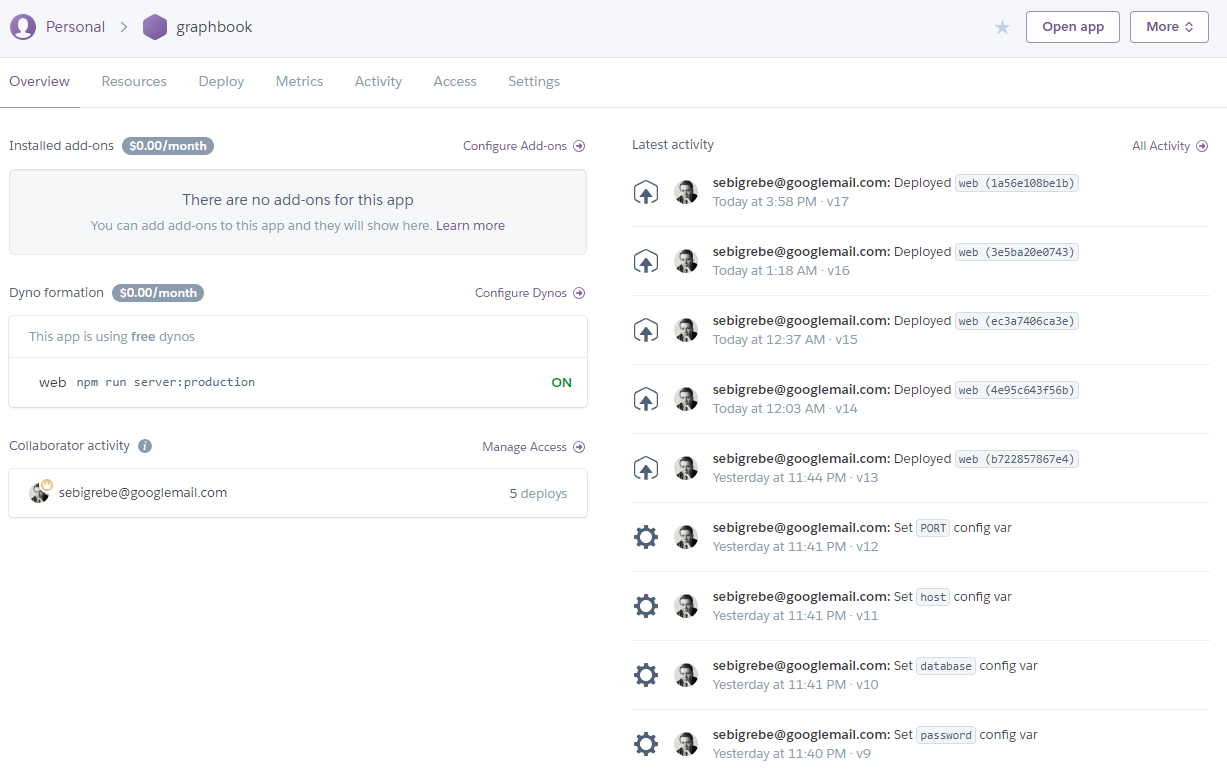 Personal > graphbook
Open app
More
Overview Resources Deploy Metrics Activity Access Settings
Installed add-ons $0.00/month
Configure Add-ons
There are no add-ons for this app
You can add add-ons to this app and they will show here. Learn more
Dyno formation $0.00/month
Configure Dynos
This app is using free dynos
web npm run server:production ON
Collaborator activity i
Manage Access
sebigrebe@googlemail.com 5 deploys
Latest activity
All Activity
sebigrebe@googlemail.com: Deployed web (1a56e108be1b)
Today at 3:58 PM · v17
sebigrebe@googlemail.com: Deployed web (3e5ba20e0743)
Today at 1:18 AM · v16
sebigrebe@googlemail.com: Deployed web (ec3a7406ca3e)
Today at 12:37 AM · v15
sebigrebe@googlemail.com: Deployed web (4e95c643f56b)
Today at 12:03 AM · v14
sebigrebe@googlemail.com: Deployed web (b722857867e4)
Yesterday at 11:44 PM · v13
sebigrebe@googlemail.com: Set PORT config var
Yesterday at 11:41 PM · v12
sebigrebe@googlemail.com: Set host config var
Yesterday at 11:41 PM · v11
sebigrebe@googlemail.com: Set database config var
Yesterday at 11:41 PM · v10
sebigrebe@googlemail.com: Set password config var
Yesterday at 11:40 PM · v9